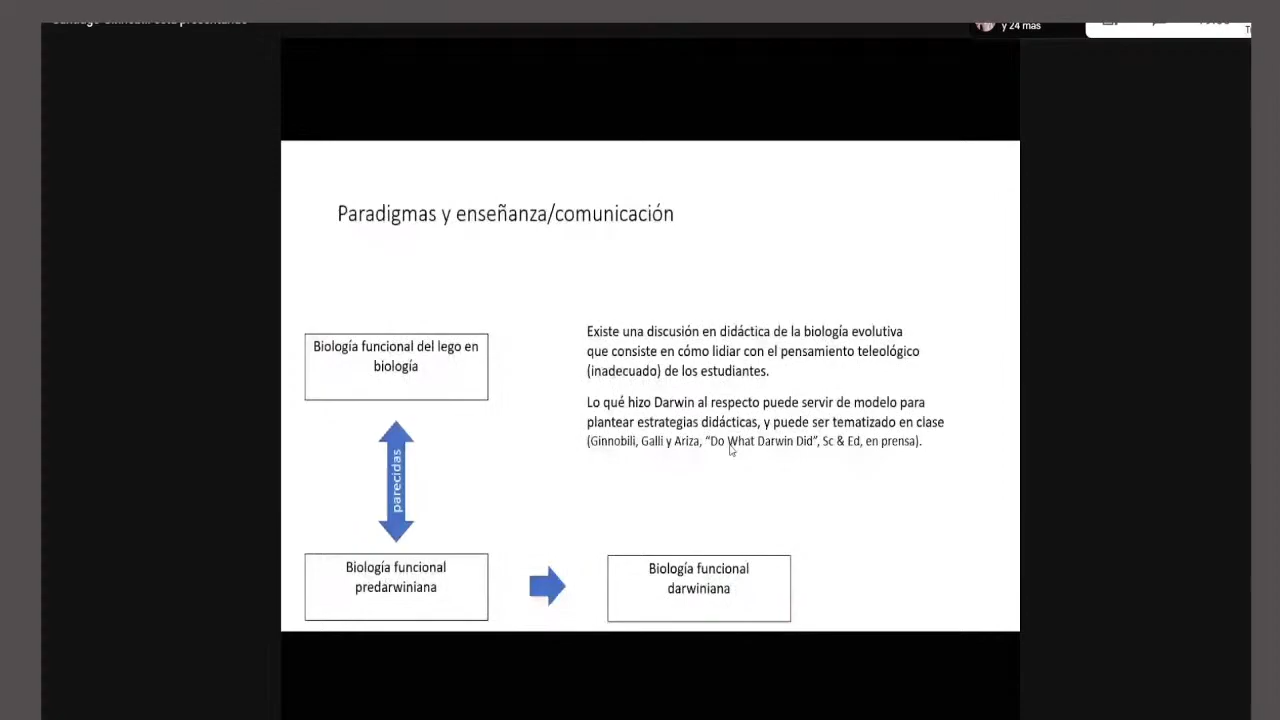 y 24 más
Paradigmas y enseñanza/comunicación
Biología funcional del lego en
biología
parecidas
Biología funcional
predarwiniana
Existe una discusión en didáctica de la biología evolutiva
que consiste en cómo lidiar con el pensamiento teleológico
(inadecuado) de los estudiantes.
Lo qué hizo Darwin al respecto puede servir de modelo para
plantear estrategias didácticas, y puede ser tematizado en clase
(Ginnobili, Galli y Ariza, “Do What Darwin Did”, Sc & Ed, en prensa).
Biología funcional
darwiniana